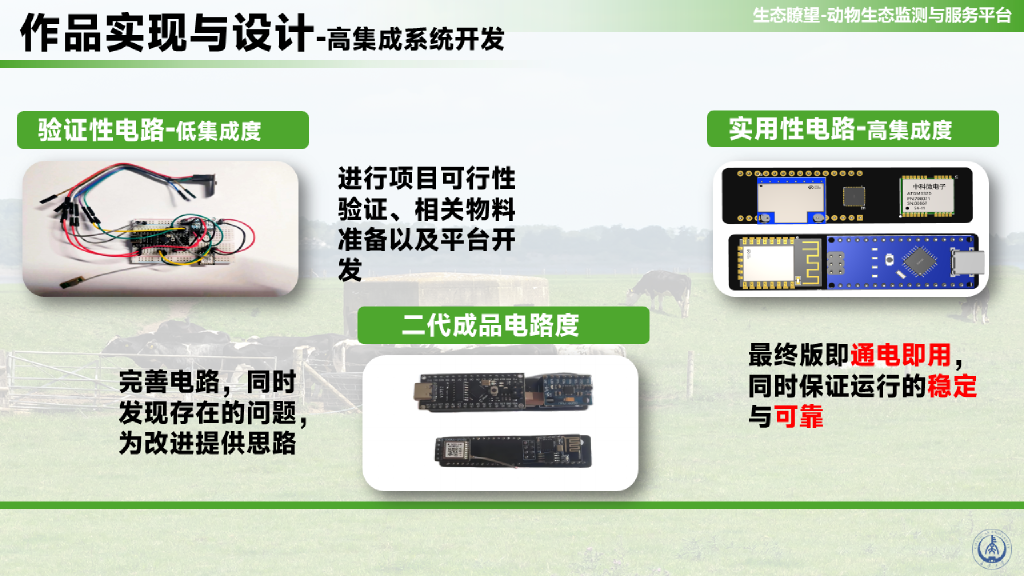 作品实现与设计-高集成系统开发
生态瞭望-动物生态监测与服务平台
验证性电路-低集成度
进行项目可行性
验证、相关物料
准备以及平台开
发
二代成品电路度
完善电路，同时
发现存在的问题，
为改进提供思路
实用性电路-高集成度
中科微电子
最终版即通电即用，
同时保证运行的稳定
与可靠